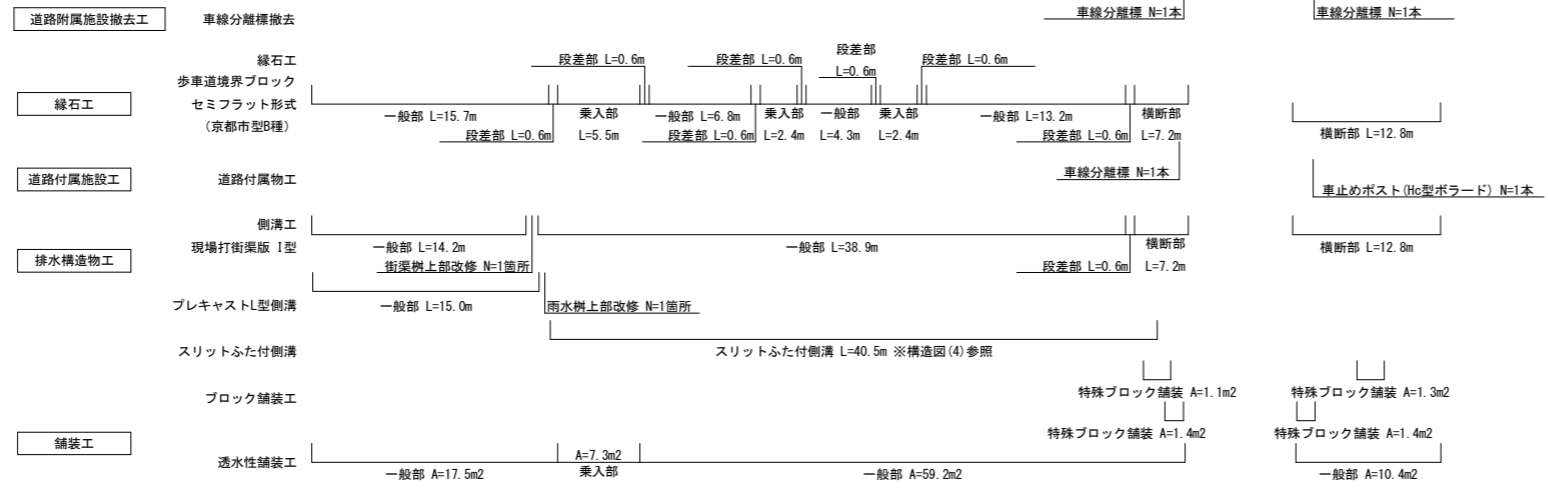 車線分離標 N=1本
車線分離標 N=1本
道路附属施設撤去工
車線分離標撤去
段差部
縁石工
段差部 L=0.6m
段差部 L=0.6m
L=0.6m
段差部 L=0.6m
歩車道境界ブロック
縁石工
セミフラット形式
一般部 L=15.7m
乗入部
一般部 L=6.8m
乗入部
一般部
乗入部
一般部 L=13.2m
横断部
(京都市型B種)
段差部 L=0.6m
L=5.5m
段差部 L=0.6m
L=2.4m
L=4.3m
L=2.4m
段差部 L=0.6m
L=7.2m
横断部 L=12.8m
道路付属施設工
道路付属物工
車線分離標 N=1本
車止めポスト(Hc型ボラード) N=1本
側溝工
現場打街渠版 Ⅰ型
一般部 L=14.2m
一般部 L=38.9m
横断部
横断部 L=12.8m
排水構造物工
街渠桝上部改修 N=1箇所
段差部 L=0.6m
L=7.2m
プレキャストL型側溝
一般部 L=15.0m
雨水桝上部改修 N=1箇所
スリットふた付側溝
スリットふた付側溝 L=40.5m ※構造図(4)参照
ブロック舗装工
特殊ブロック舗装 A=1.1m2
特殊ブロック舗装 A=1.3m2
舗装工
特殊ブロック舗装 A=1.4m2
特殊ブロック舗装 A=1.4m2
透水性舗装工
A=7.3m2
一般部 A=17.5m2
乗入部
一般部 A=59.2m2
一般部 A=10.4m2